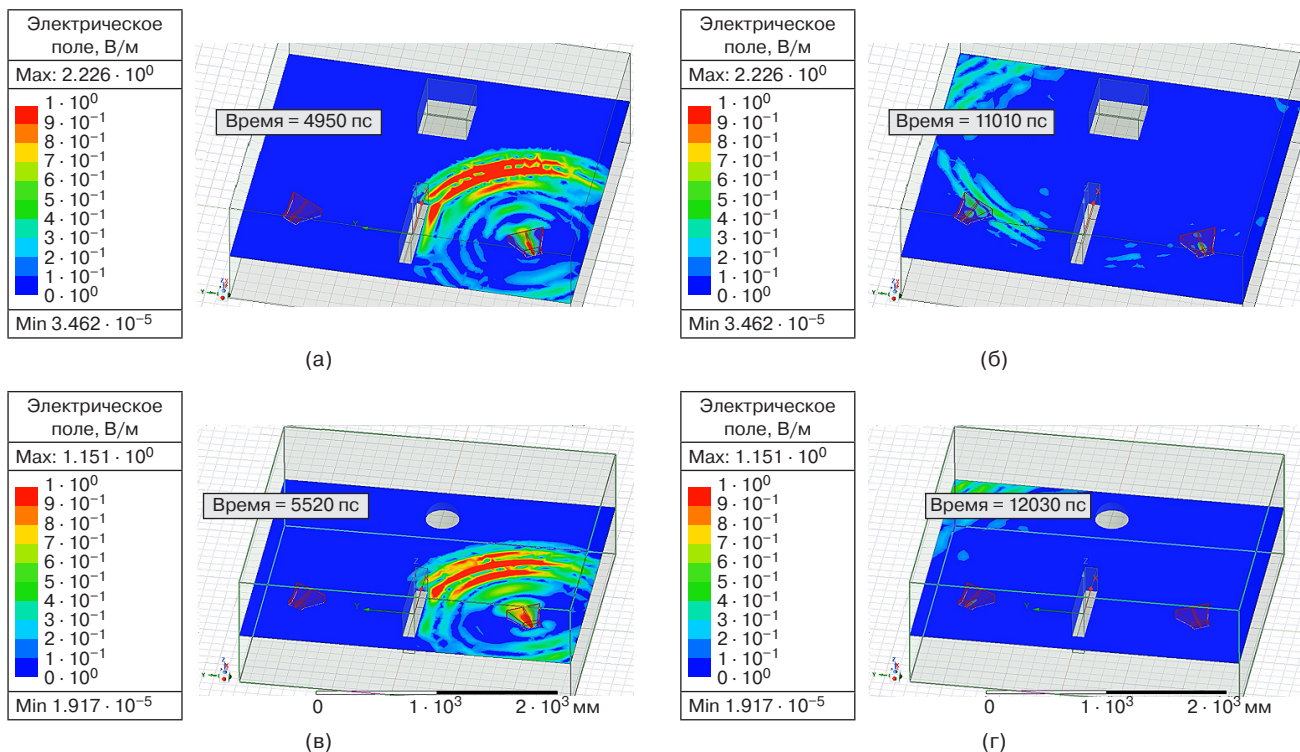 Электрическое
поле, В/м
Max: 2.226 · 10⁰
1 · 10⁰
9 · 10⁻¹
8 · 10⁻¹
7 · 10⁻¹
6 · 10⁻¹
5 · 10⁻¹
4 · 10⁻¹
3 · 10⁻¹
2 · 10⁻¹
1 · 10⁻¹
0 · 10⁰
Min 3.462 · 10⁻⁵
Время = 4950 пс
Y
X
Z
Y
(а)
Электрическое
поле, В/м
Max: 2.226 · 10⁰
1 · 10⁰
9 · 10⁻¹
8 · 10⁻¹
7 · 10⁻¹
6 · 10⁻¹
5 · 10⁻¹
4 · 10⁻¹
3 · 10⁻¹
2 · 10⁻¹
1 · 10⁻¹
0 · 10⁰
Min 3.462 · 10⁻⁵
Время = 11010 пс
Y
X
Z
Y
(б)
Электрическое
поле, В/м
Max: 1.151 · 10⁰
1 · 10⁰
9 · 10⁻¹
8 · 10⁻¹
7 · 10⁻¹
6 · 10⁻¹
5 · 10⁻¹
4 · 10⁻¹
3 · 10⁻¹
2 · 10⁻¹
1 · 10⁻¹
0 · 10⁰
Min 1.917 · 10⁻⁵
Время = 5520 пс
Z
X
Y
Z
Y
0 1 · 10³ 2 · 10³ мм
(в)
Электрическое
поле, В/м
Max: 1.151 · 10⁰
1 · 10⁰
9 · 10⁻¹
8 · 10⁻¹
7 · 10⁻¹
6 · 10⁻¹
5 · 10⁻¹
4 · 10⁻¹
3 · 10⁻¹
2 · 10⁻¹
1 · 10⁻¹
0 · 10⁰
Min 1.917 · 10⁻⁵
Время = 12030 пс
Z
X
Y
Z
Y
0 1 · 10³ 2 · 10³ мм
(г)